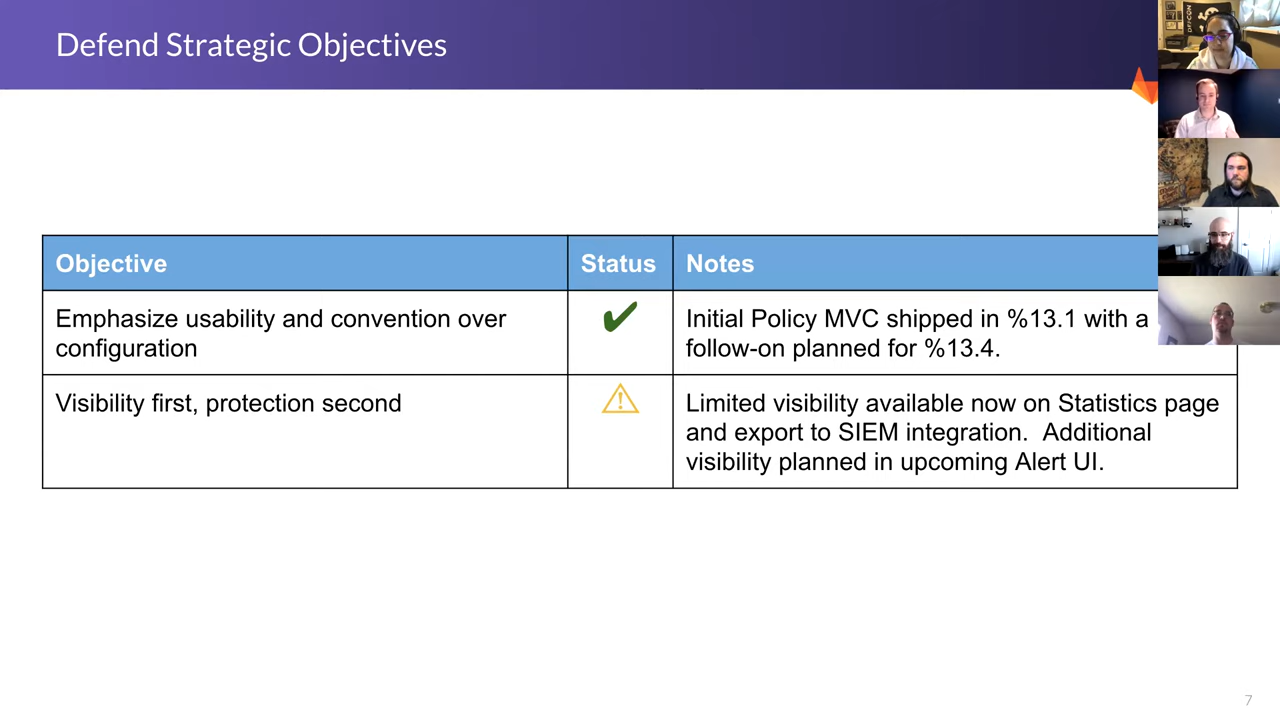 Defend Strategic Objectives
DEFCON
Objective Status Notes
Emphasize usability and convention over
configuration
Initial Policy MVC shipped in %13.1 with a
follow-on planned for %13.4.
Visibility first, protection second
Limited visibility available now on Statistics page
and export to SIEM integration.  Additional
visibility planned in upcoming Alert UI.
7